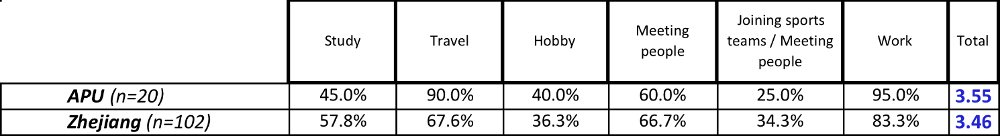 Study Travel Hobby Meeting people Joining sports teams / Meeting people Work Total
APU (n=20) 45.0% 90.0% 40.0% 60.0% 25.0% 95.0% 3.55
Zhejiang (n=102) 57.8% 67.6% 36.3% 66.7% 34.3% 83.3% 3.46